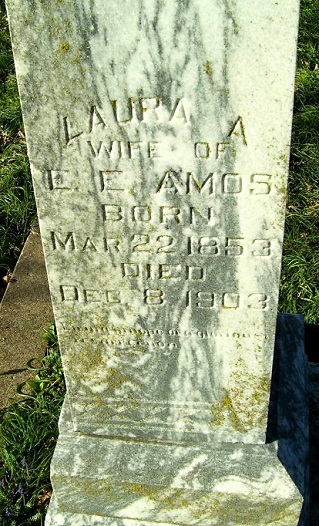 LAURA A
WIFE OF
E. E. AMOS
BORN
MAR 22 1853
DIED
DEC. 8 1903